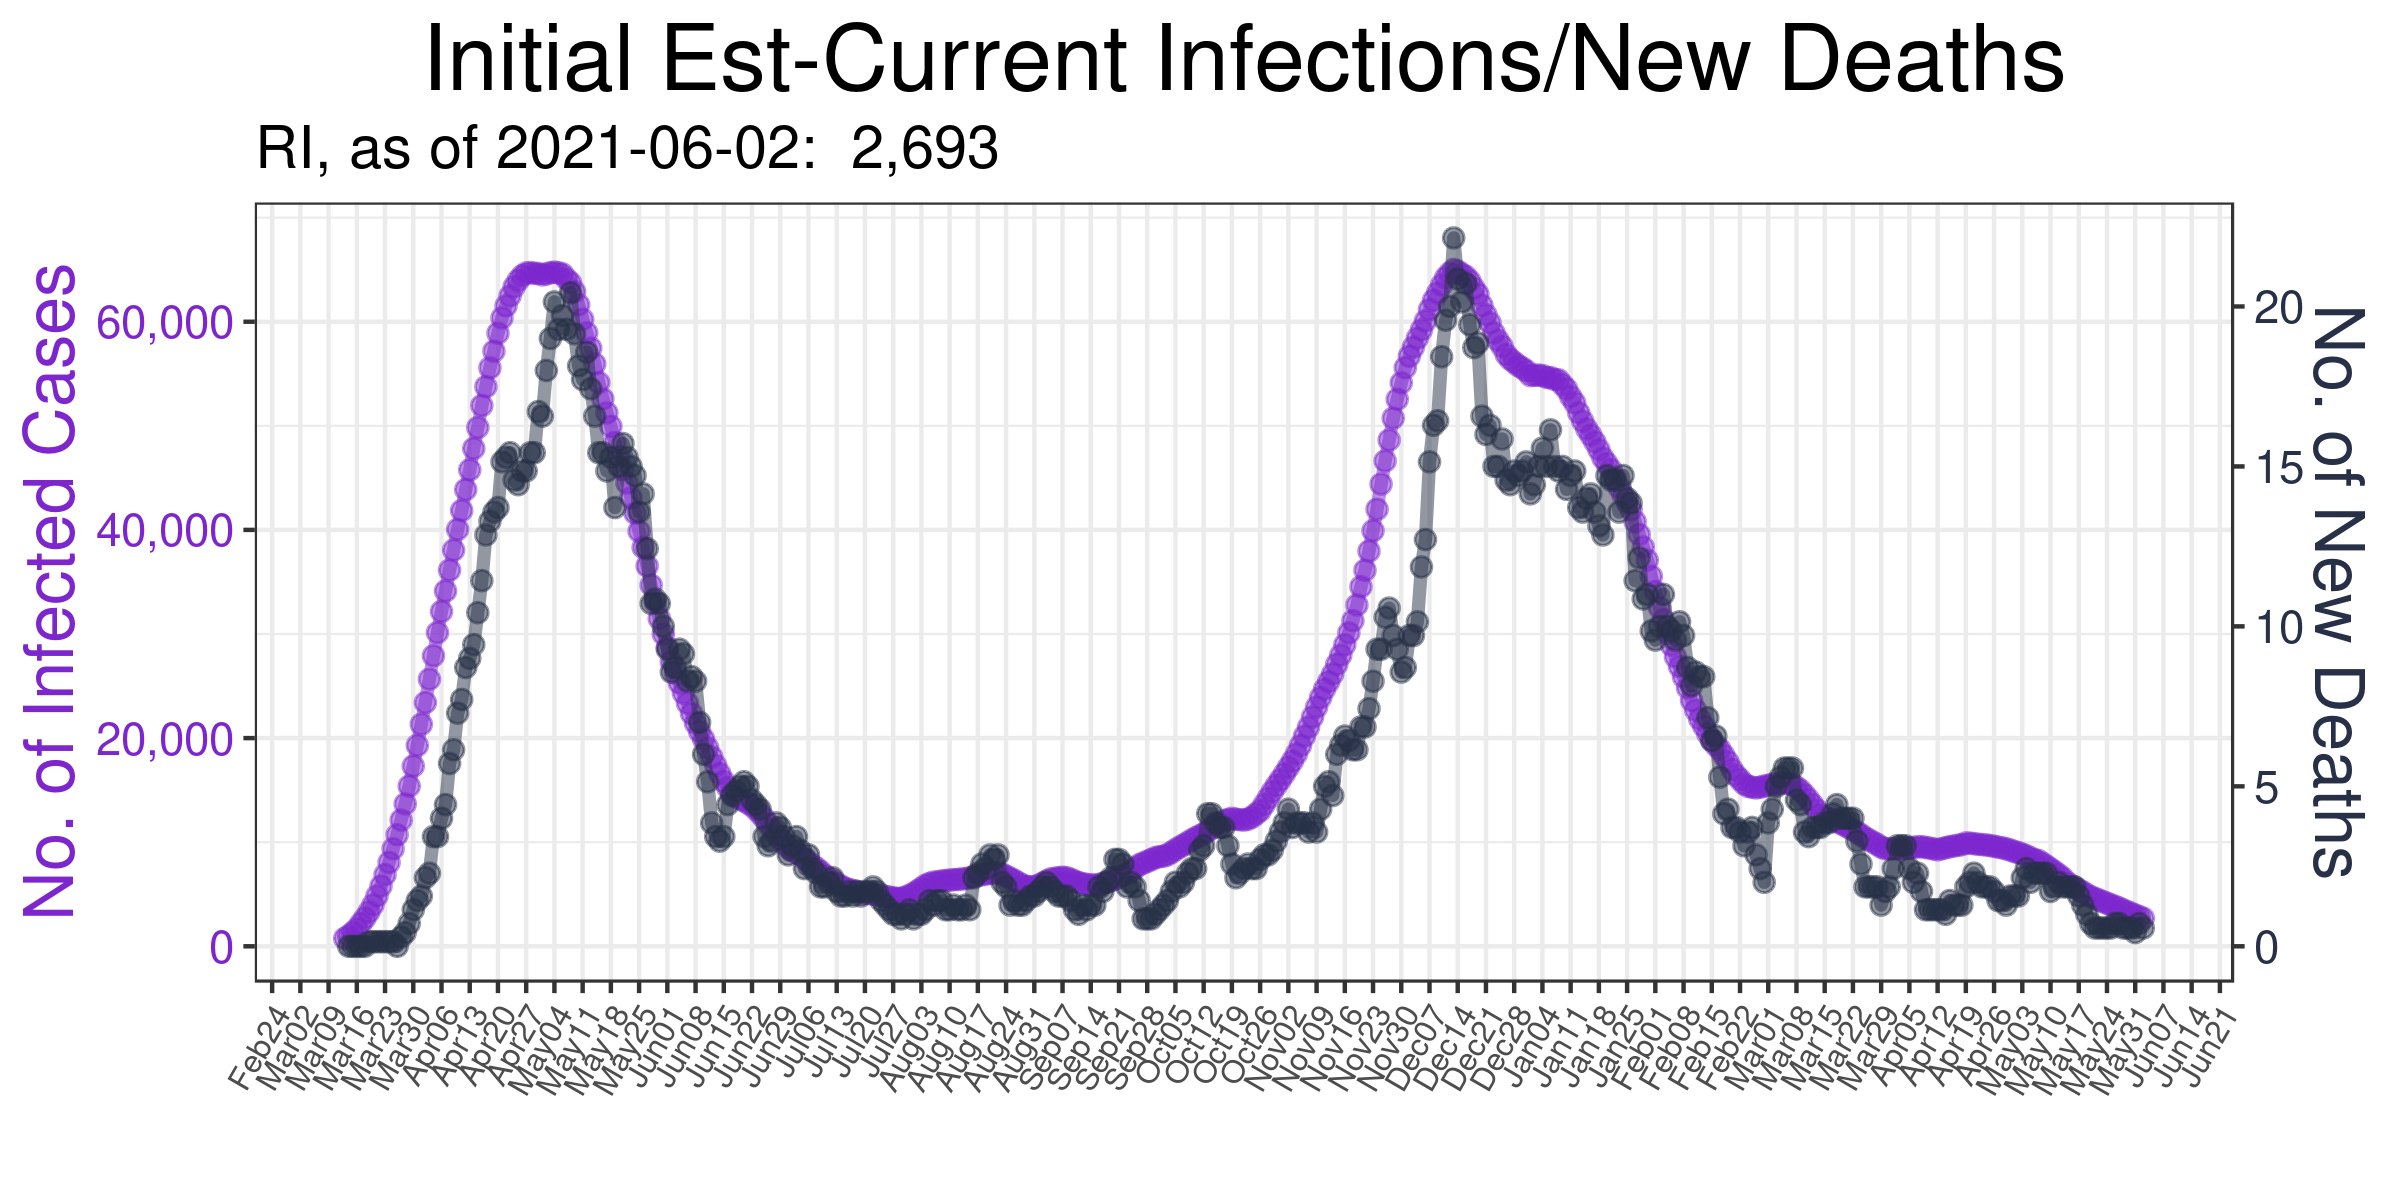 Initial Est-Current Infections/New Deaths
RI, as of 2021-06-02:  2,693
No. of Infected Cases
60,000
40,000
20,000
0
20
15
10
5
0
No. of New Deaths
Feb24
Mar02
Mar09
Mar16
Mar23
Mar30
Apr06
Apr13
Apr20
Apr27
May04
May11
May18
May25
Jun01
Jun08
Jun15
Jun22
Jun29
Jul06
Jul13
Jul20
Jul27
Aug03
Aug10
Aug17
Aug24
Aug31
Sep07
Sep14
Sep21
Sep28
Oct05
Oct12
Oct19
Oct26
Nov02
Nov09
Nov16
Nov23
Nov30
Dec07
Dec14
Dec21
Dec28
Jan04
Jan11
Jan18
Jan25
Feb01
Feb08
Feb15
Feb22
Mar01
Mar08
Mar15
Mar22
Mar29
Apr05
Apr12
Apr19
Apr26
May03
May10
May17
May24
May31
Jun07
Jun14
Jun21